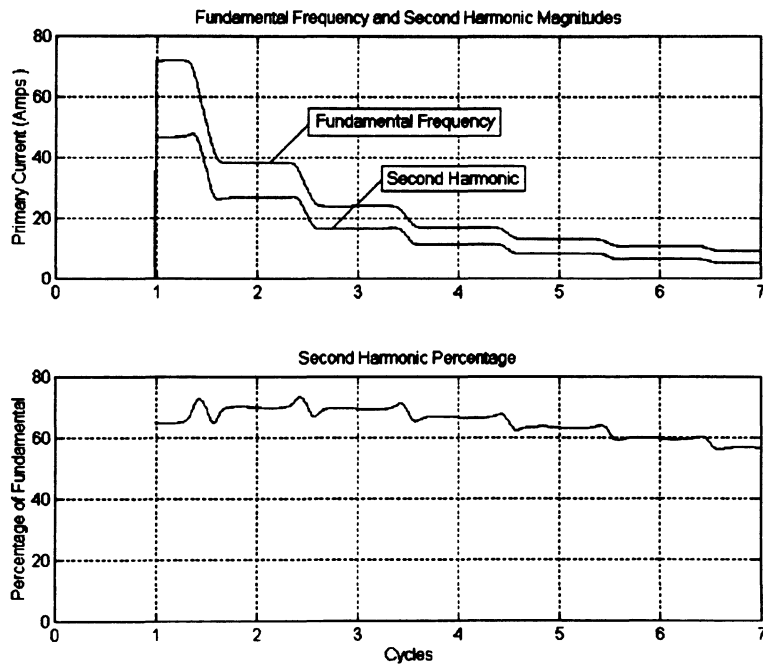 Fundamental Frequency and Second Harmonic Magnitudes
Primary Current (Amps )
80
60
40
20
0
Fundamental Frequency
Second Harmonic
0 1 2 3 4 5 6 7
Second Harmonic Percentage
Percentage of Fundamental
80
60
40
20
0
0 1 2 3 4 5 6 7
Cycles